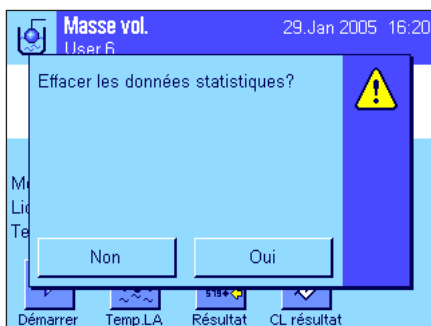 Masse vol. 29.Jan 2005 16:20
User 6
Effacer les données statistiques?
Non Oui
Démarrer Temp.LA Résultat CL résultat